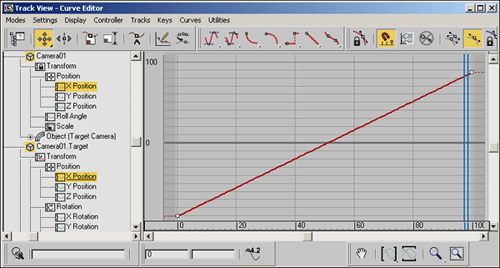 Track View - Curve Editor
Modes Settings Display Controller Tracks Keys Curves Utilities
Camera01
Transform
Position
X Position
Y Position
Z Position
Roll Angle
Scale
Object (Target Camera)
Camera01.Target
Transform
Position
X Position
Y Position
Z Position
Rotation
X Rotation
Y Rotation
100
0
0 20 40 60 80 100
0
4.2